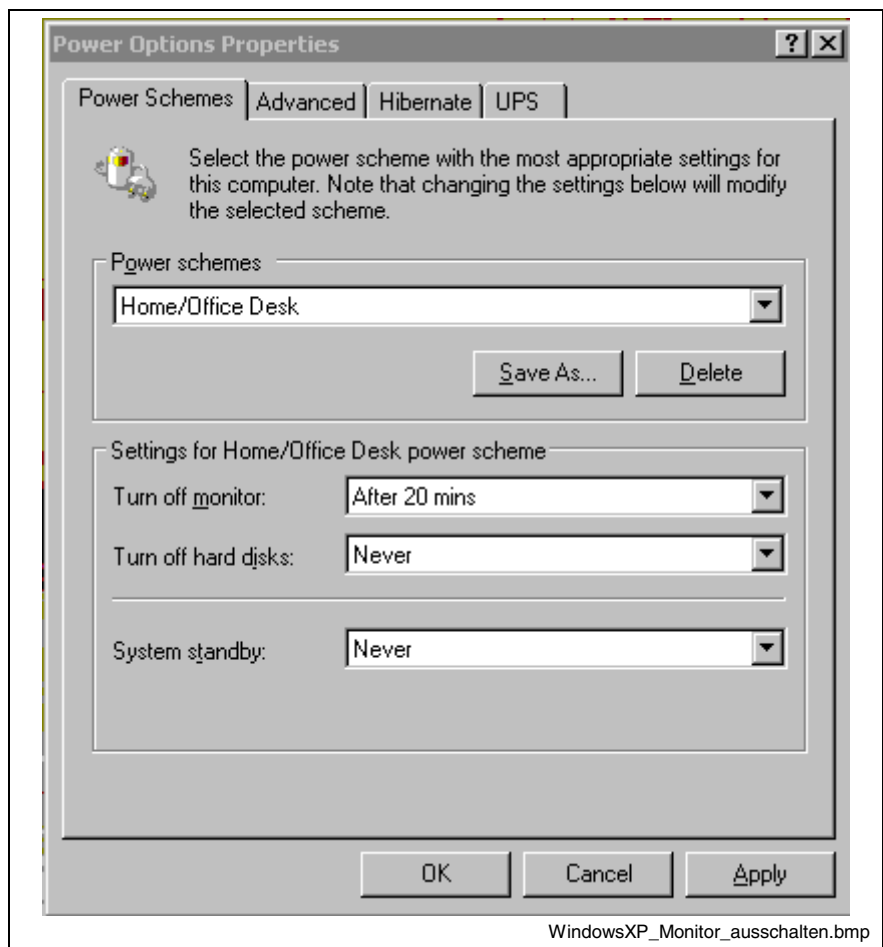 Power Options Properties
Power Schemes
Advanced
Hibernate
UPS
Select the power scheme with the most appropriate settings for
this computer. Note that changing the settings below will modify
the selected scheme.
Power schemes
Home/Office Desk
Save As...
Delete
Settings for Home/Office Desk power scheme
Turn off monitor:
After 20 mins
Turn off hard disks:
Never
System standby:
Never
OK
Cancel
Apply
WindowsXP_Monitor_ausschalten.bmp